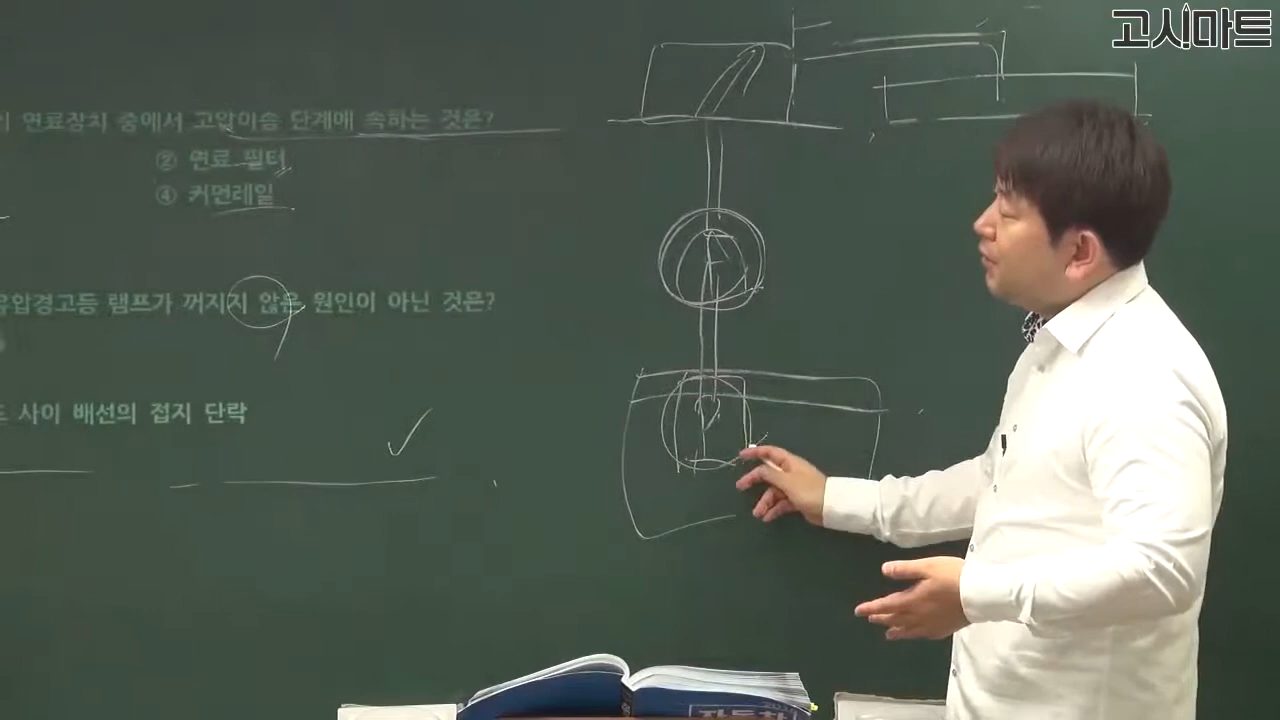 고시마트
연료장치 중에서 고압이송 단계에 속하는 것은?
② 연료 필터
④ 커먼레일
유압경고등 램프가 꺼지지 않은 원인이 아닌 것은?
사이 배선의 접지 단락
F